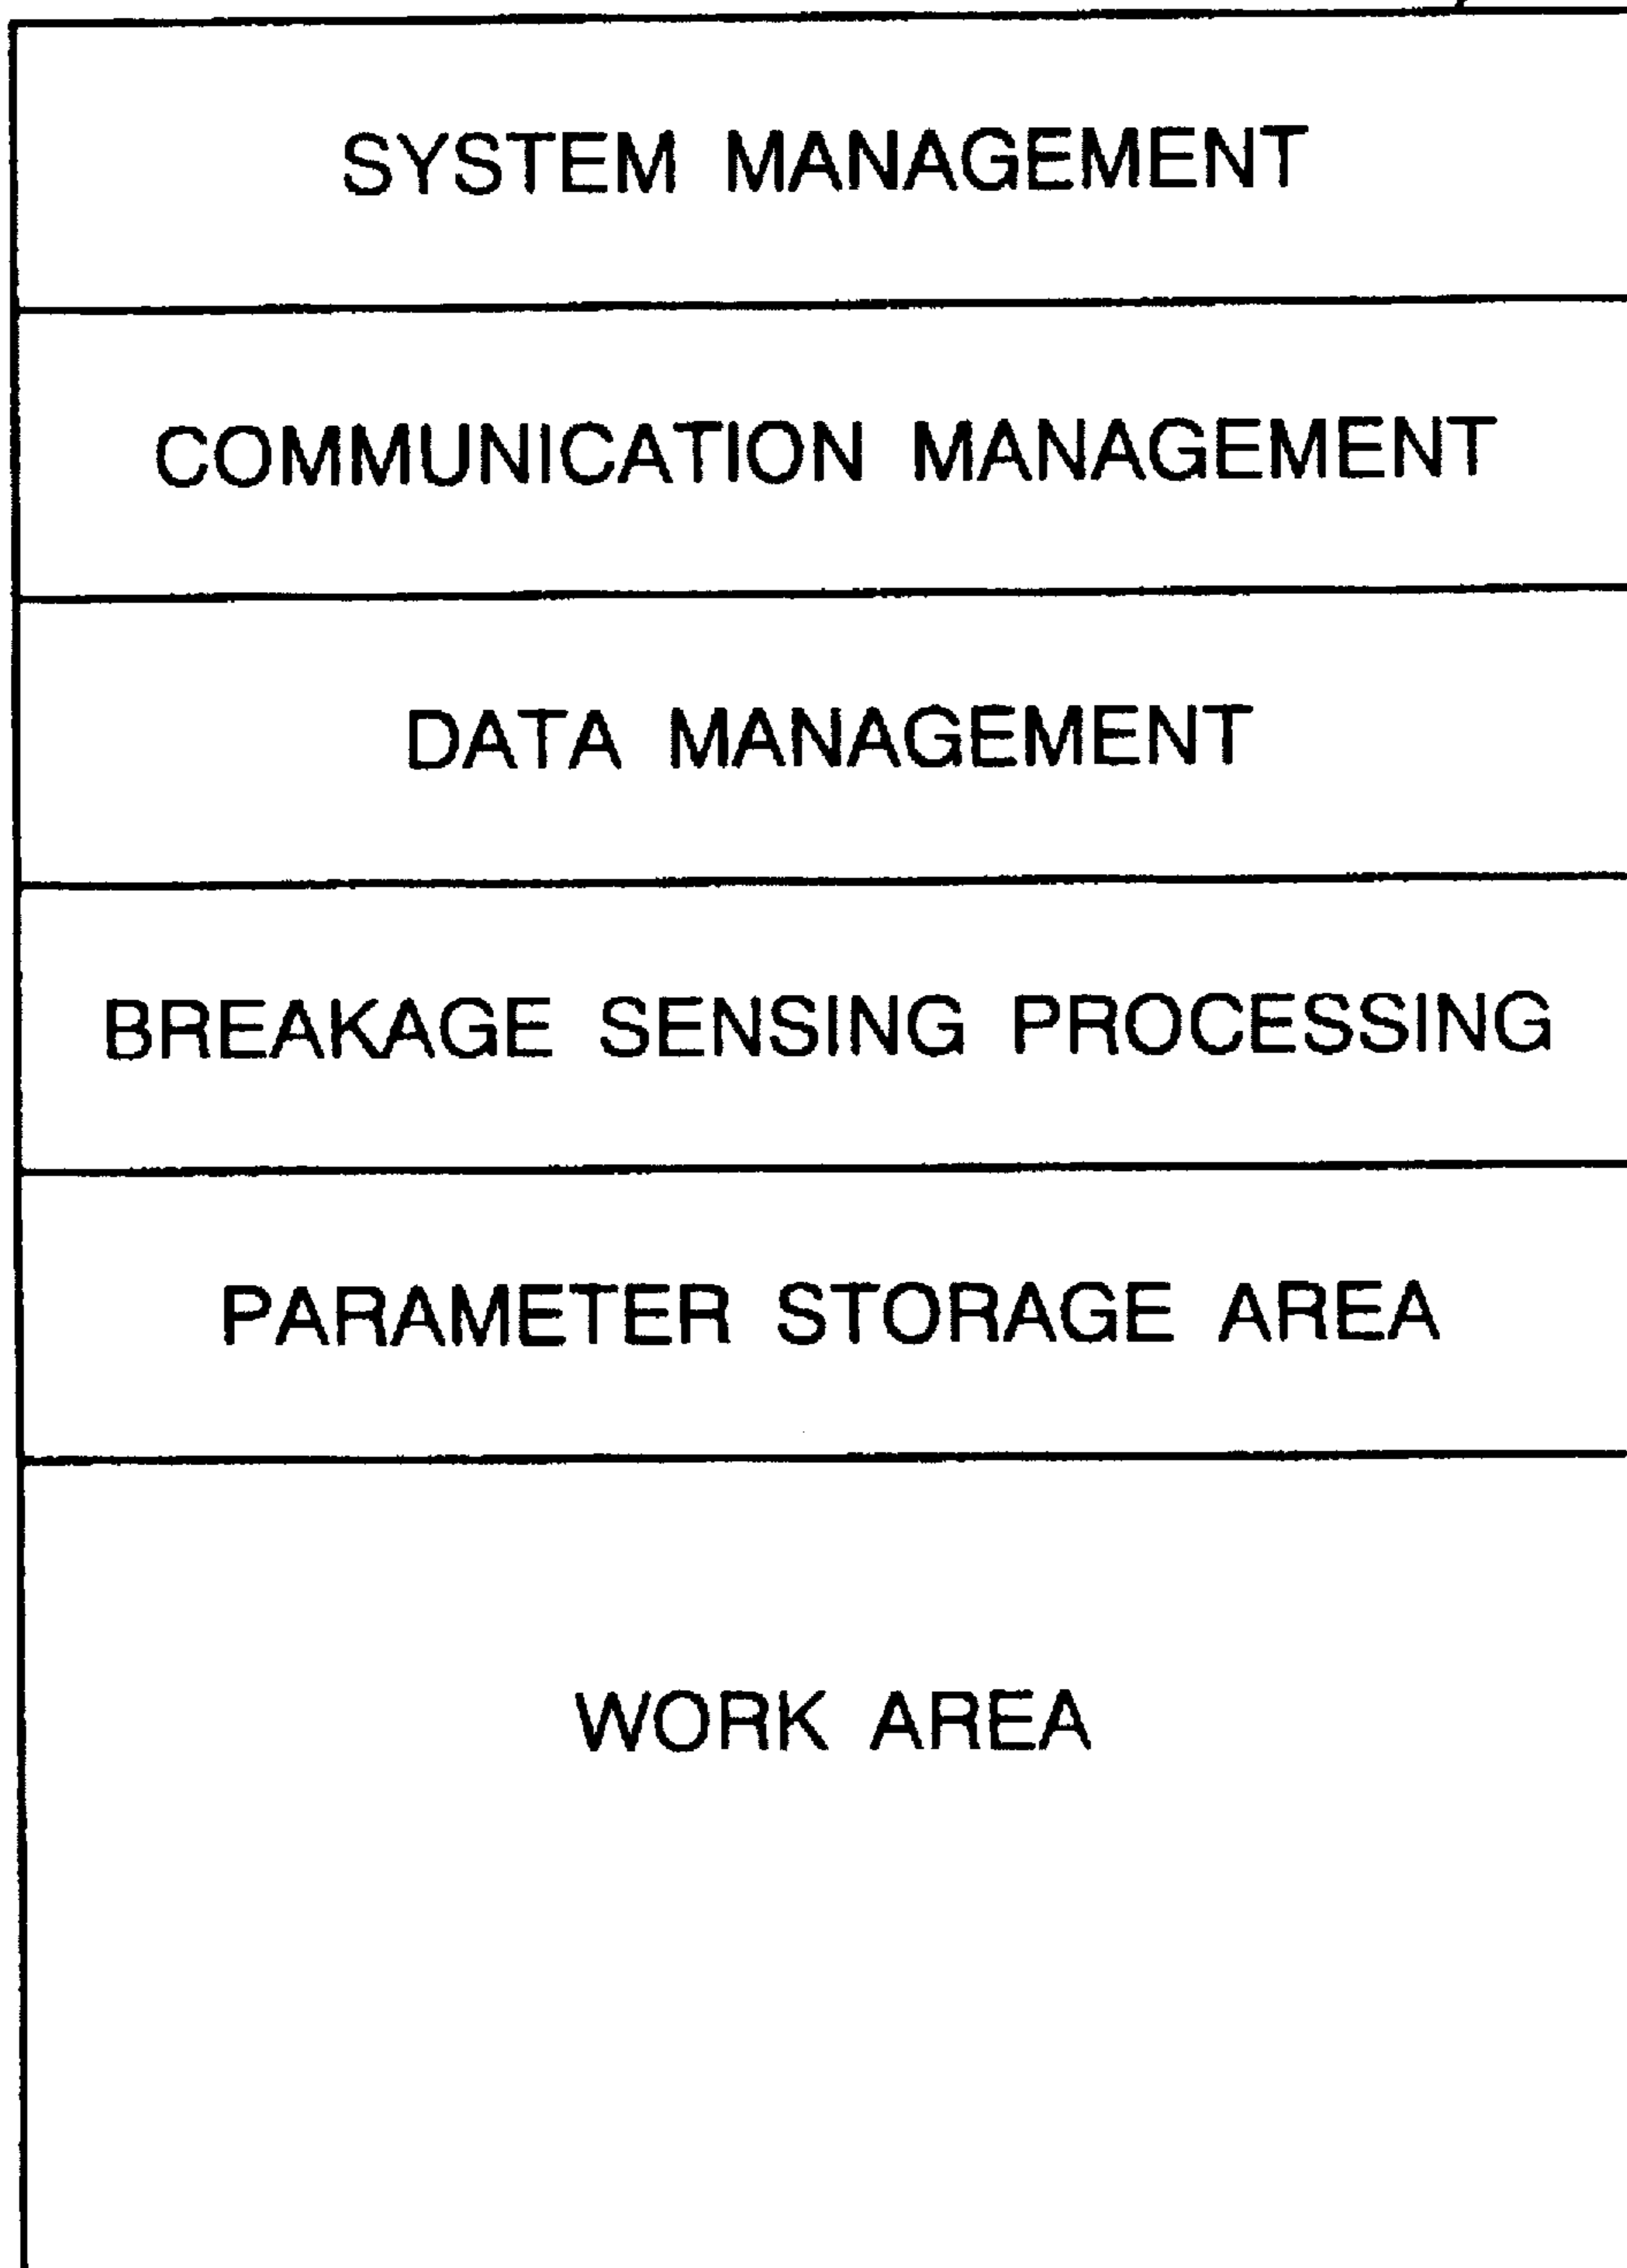 SYSTEM MANAGEMENT
COMMUNICATION MANAGEMENT
DATA MANAGEMENT
BREAKAGE SENSING PROCESSING
PARAMETER STORAGE AREA
WORK AREA